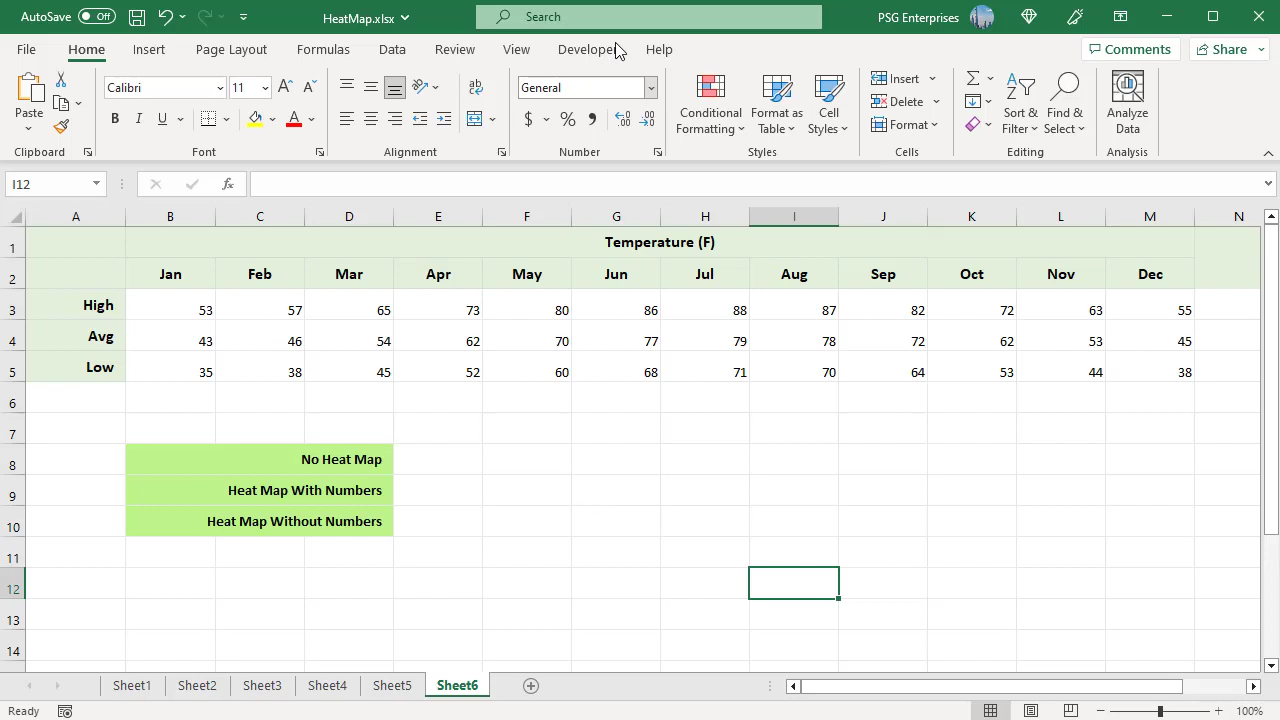 AutoSave Off HeatMap.xlsx Search PSG Enterprises
File Home Insert Page Layout Formulas Data Review View Developer Help Comments Share
Paste
Clipboard
Calibri 11
B I U A
Font
Alignment
General
$ % 9
Number
Conditional Formatting
Format as Table
Cell Styles
Styles
Insert
Delete
Format
Cells
Sort & Filter
Find & Select
Editing
Analyze Data
Analysis
I12 fx
A B C D E F G H I J K L M N
1 Temperature (F)
2 Jan Feb Mar Apr May Jun Jul Aug Sep Oct Nov Dec
3 High 53 57 65 73 80 86 88 87 82 72 63 55
4 Avg 43 46 54 62 70 77 79 78 72 62 53 45
5 Low 35 38 45 52 60 68 71 70 64 53 44 38
6
7
8 No Heat Map
9 Heat Map With Numbers
10 Heat Map Without Numbers
11
12
13
14
Sheet1 Sheet2 Sheet3 Sheet4 Sheet5 Sheet6
Ready 100%